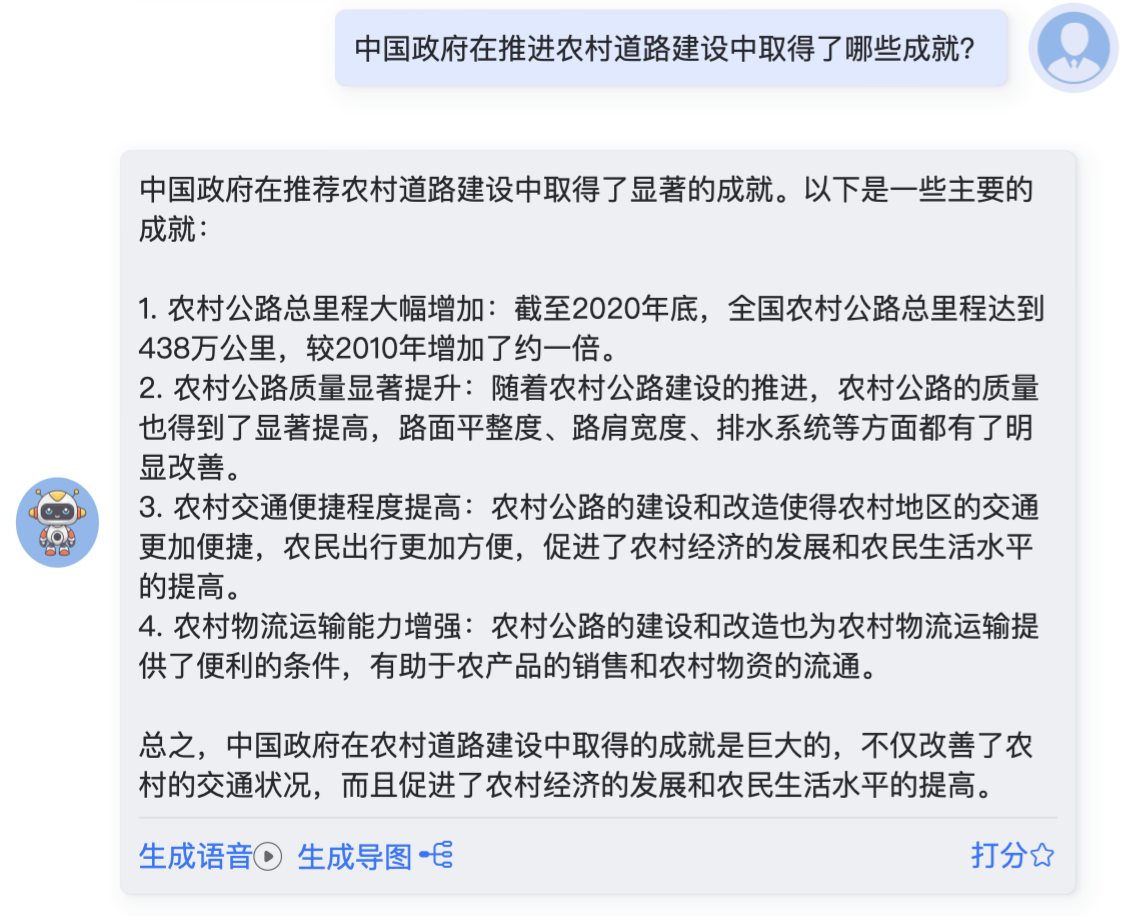 中国政府在推进农村道路建设中取得了哪些成就?
中国政府在推荐农村道路建设中取得了显著的成就。以下是一些主要的
成就：
1. 农村公路总里程大幅增加：截至2020年底，全国农村公路总里程达到
438万公里，较2010年增加了约一倍。
2. 农村公路质量显著提升：随着农村公路建设的推进，农村公路的质量
也得到了显著提高，路面平整度、路肩宽度、排水系统等方面都有了明
显改善。
3. 农村交通便捷程度提高：农村公路的建设和改造使得农村地区的交通
更加便捷，农民出行更加方便，促进了农村经济的发展和农民生活水平
的提高。
4. 农村物流运输能力增强：农村公路的建设和改造也为农村物流运输提
供了便利的条件，有助于农产品的销售和农村物资的流通。
总之，中国政府在农村道路建设中取得的成就是巨大的，不仅改善了农
村的交通状况，而且促进了农村经济的发展和农民生活水平的提高。
生成语音 生成导图 打分